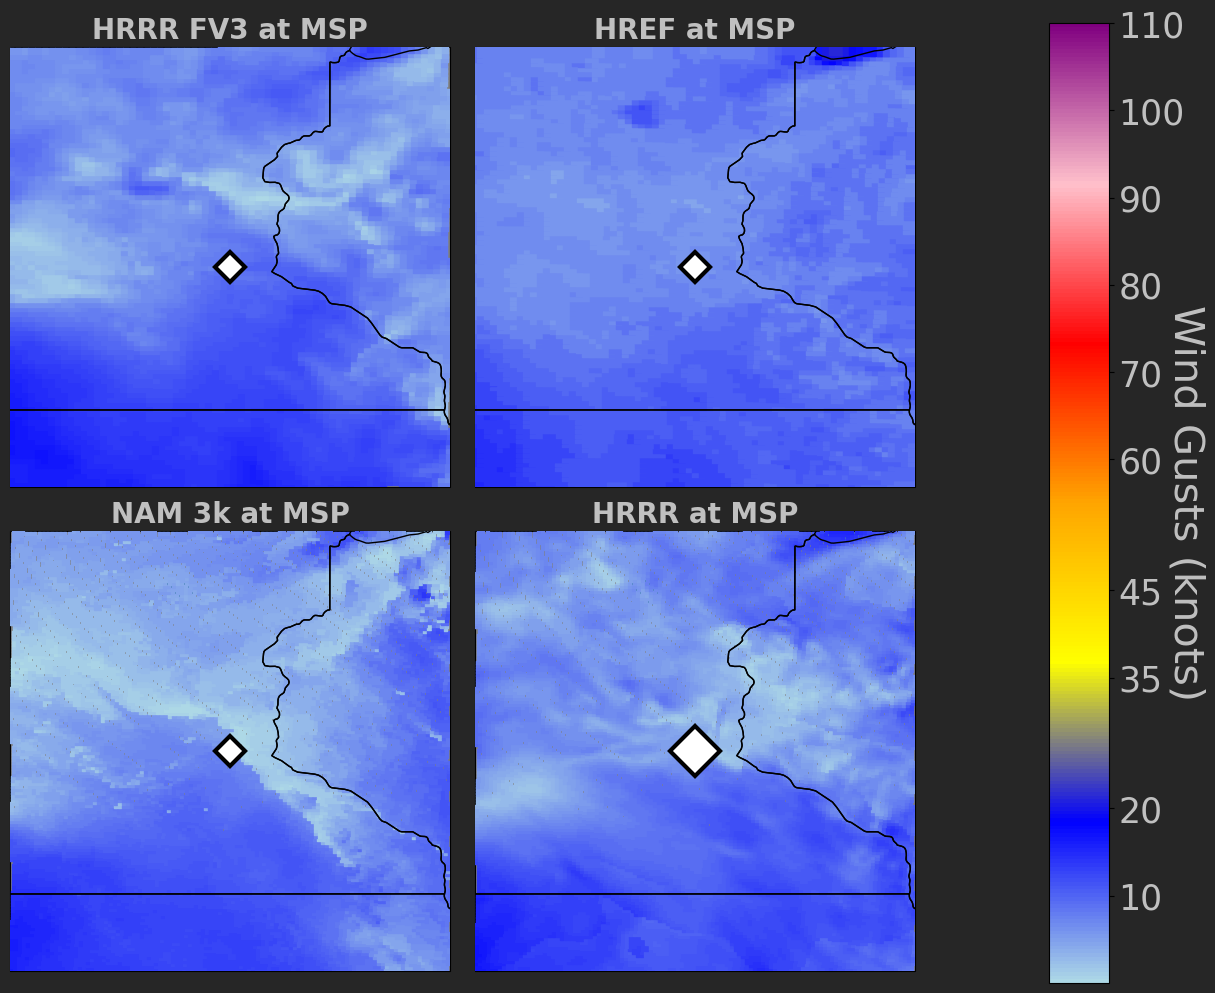 HRRR FV3 at MSP
HREF at MSP
NAM 3k at MSP
HRRR at MSP
110
100
90
80
70
60
45
35
20
10
Wind Gusts (knots)